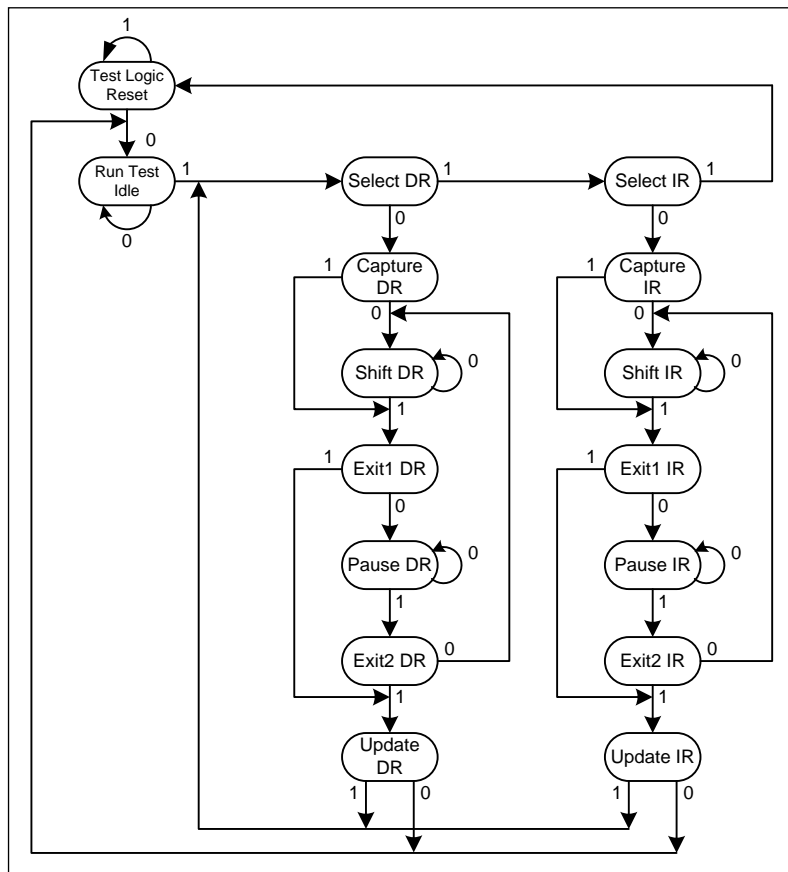 1
Test Logic
Reset
0
Run Test
Idle
1
0
Select DR
1
0
Select IR
1
0
Capture
DR
1
0
Capture
IR
1
0
Shift DR
0
1
Shift IR
0
1
Exit1 DR
1
0
Exit1 IR
1
0
Pause DR
0
1
Pause IR
0
1
Exit2 DR
0
1
Exit2 IR
0
1
Update
DR
1
0
Update IR
1
0